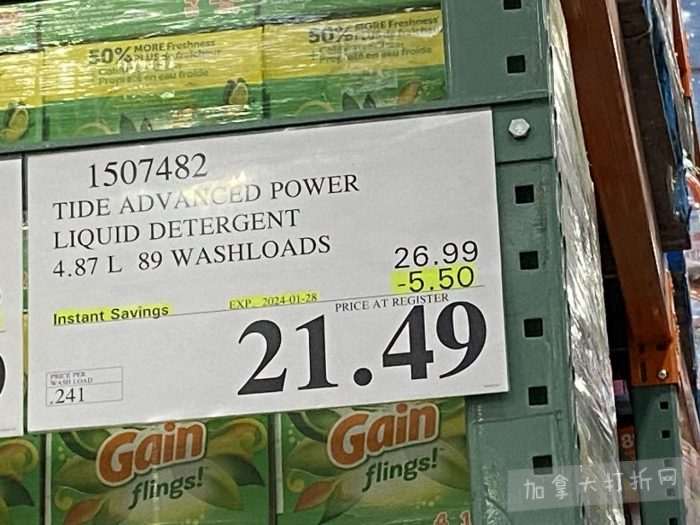 50% MORE Freshness
50% MORE Freshness
1507482
TIDE ADVANCED POWER
LIQUID DETERGENT
4.87 L 89 WASHLOADS
26.99
-5.50
Instant Savings
EXP. 2024-01-28
PRICE AT REGISTER
21.49
PRICE PER
WASH LOAD
.241
Gain
flings!
Gain
flings!
加拿大打折网